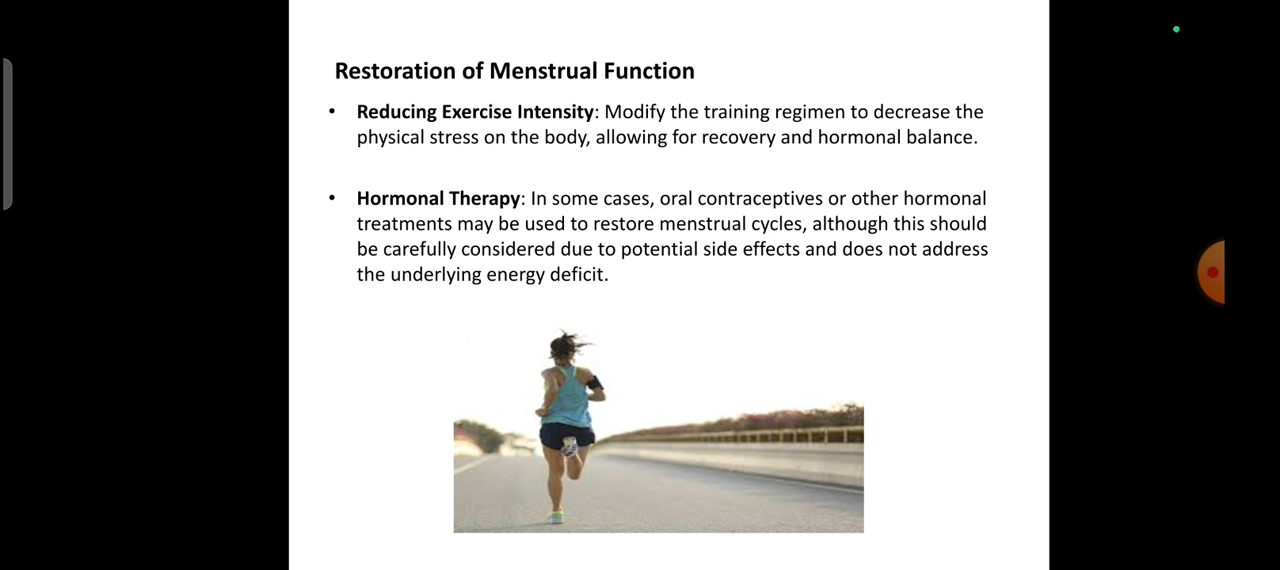 Restoration of Menstrual Function
• Reducing Exercise Intensity: Modify the training regimen to decrease the
physical stress on the body, allowing for recovery and hormonal balance.
• Hormonal Therapy: In some cases, oral contraceptives or other hormonal
treatments may be used to restore menstrual cycles, although this should
be carefully considered due to potential side effects and does not address
the underlying energy deficit.